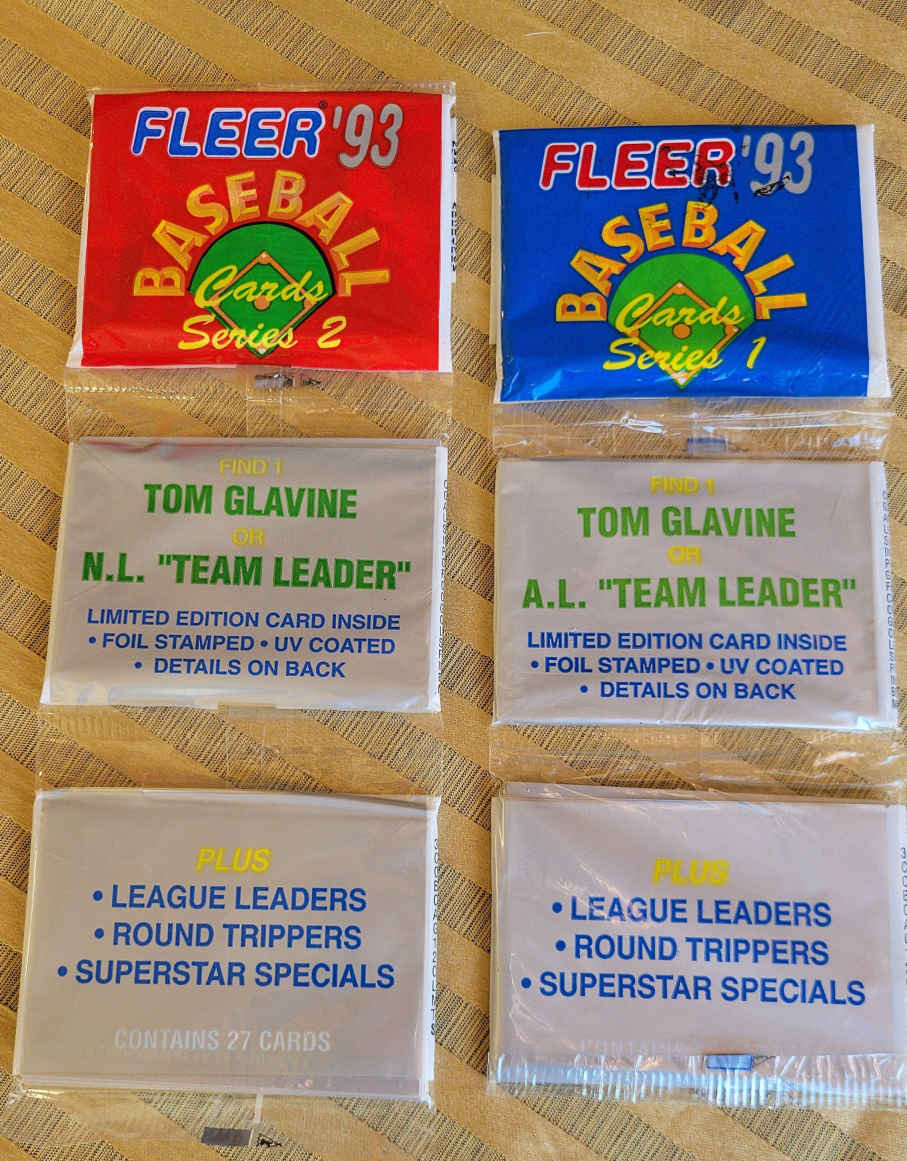 FLEER® '93
BASEBALL
Cards
Series 2
FIND 1
TOM GLAVINE
OR
N.L. "TEAM LEADER"
LIMITED EDITION CARD INSIDE
• FOIL STAMPED • UV COATED
• DETAILS ON BACK
PLUS
• LEAGUE LEADERS
• ROUND TRIPPERS
• SUPERSTAR SPECIALS
CONTAINS 27 CARDS
FLEER '93
BASEBALL
Cards
Series 1
FIND 1
TOM GLAVINE
OR
A.L. "TEAM LEADER"
LIMITED EDITION CARD INSIDE
• FOIL STAMPED • UV COATED
• DETAILS ON BACK
PLUS
• LEAGUE LEADERS
• ROUND TRIPPERS
• SUPERSTAR SPECIALS
CONTAINS